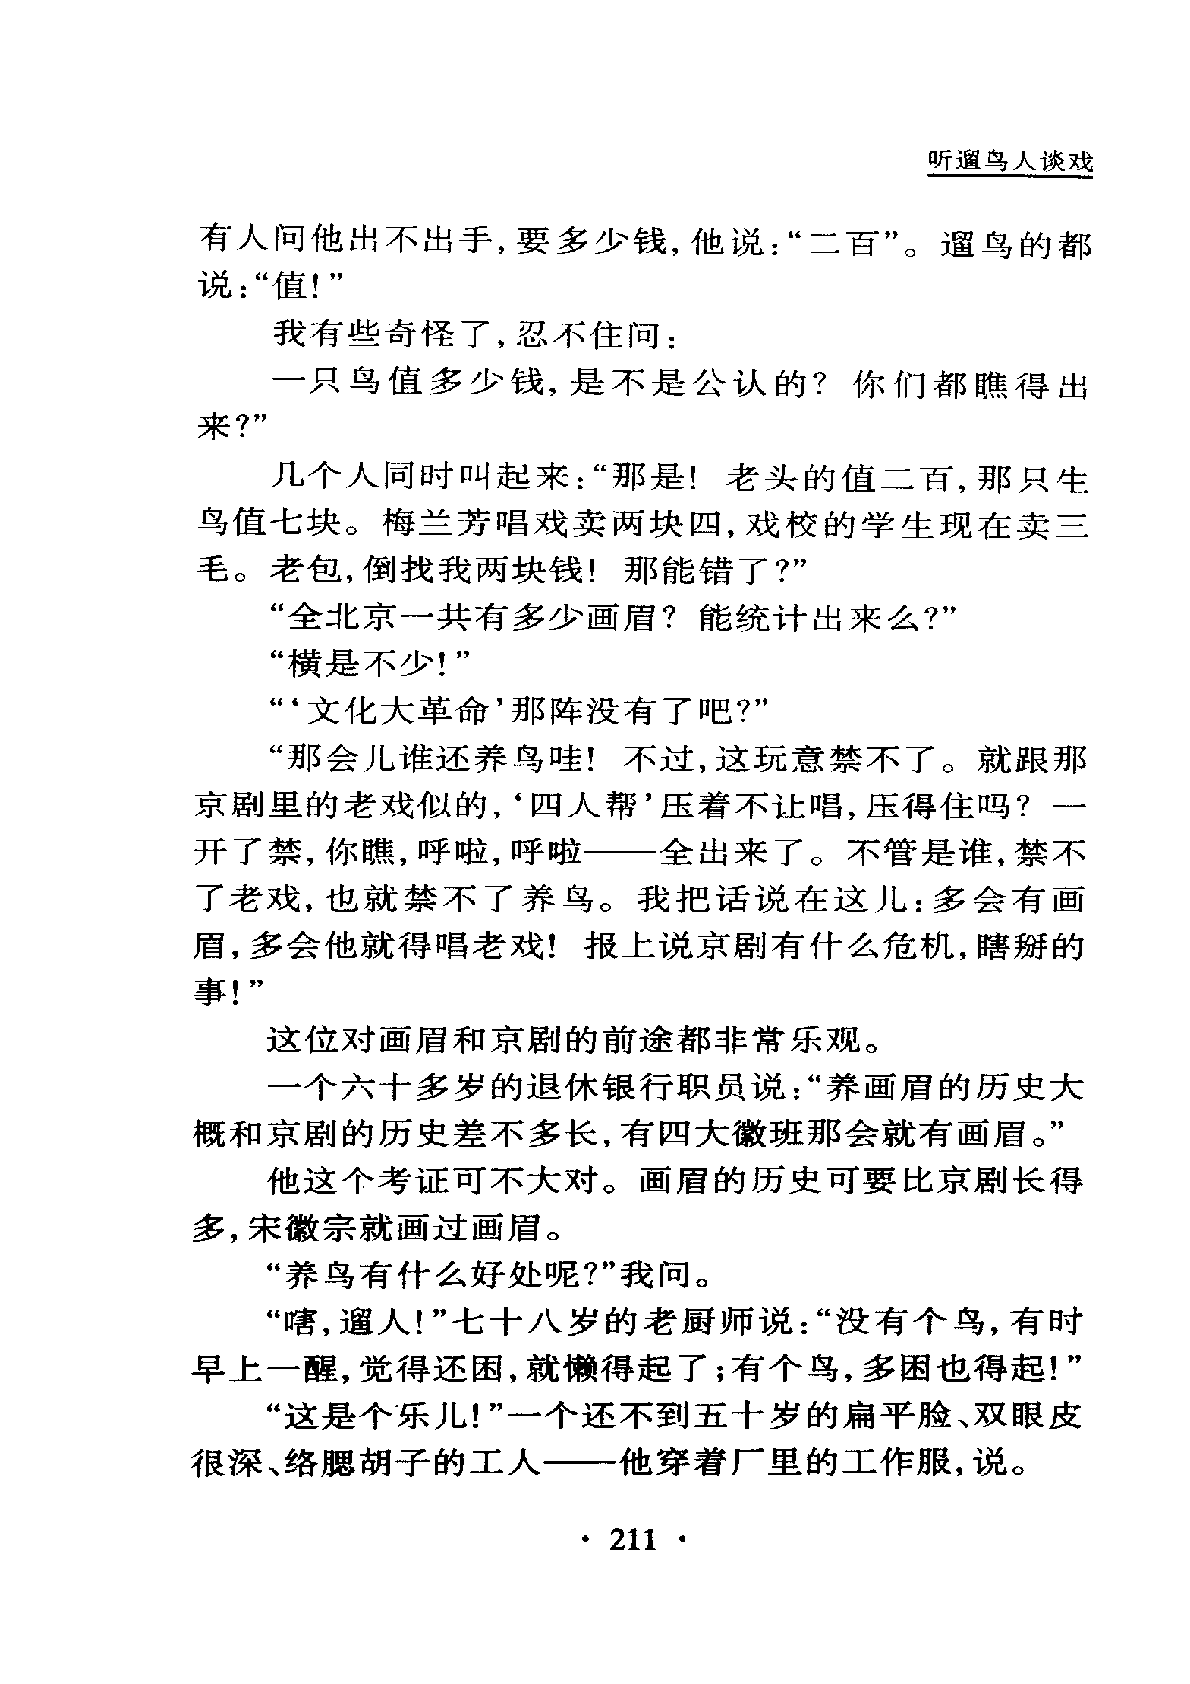 听遛鸟人谈戏
有人问他出不出手,要多少钱,他说:“二百”。遛鸟的都
说:“值!”
我有些奇怪了,忍不住问:
一只鸟值多少钱,是不是公认的?你们都瞧得出
来?”
几个人同时叫起来:“那是!老头的值二百,那只生
鸟值七块。梅兰芳唱戏卖两块四,戏校的学生现在卖三
毛。老包,倒找我两块钱!那能错了?”
“全北京一共有多少画眉?能统计出来么?”
“横是不少!”
“‘文化大革命’那阵没有了吧?”
“那会儿谁还养鸟哇!不过,这玩意禁不了。就跟那
京剧里的老戏似的,‘四人帮’压着不让唱,压得住吗?一
开了禁,你瞧,呼啦,呼啦——全出来了。不管是谁,禁不
了老戏,也就禁不了养鸟。我把话说在这儿:多会有画
眉,多会他就得唱老戏!报上说京剧有什么危机,瞎掰的
事!”
这位对画眉和京剧的前途都非常乐观。
一个六十多岁的退休银行职员说:“养画眉的历史大
概和京剧的历史差不多长,有四大徽班那会就有画眉。”
他这个考证可不大对。画眉的历史可要比京剧长得
多,宋徽宗就画过画眉。
“养鸟有什么好处呢?”我问。
“嗐,遛人!”七十八岁的老厨师说:“没有个鸟,有时
早上一醒,觉得还困,就懒得起了;有个鸟,多困也得起!”
“这是个乐儿!”一个还不到五十岁的扁平脸、双眼皮
很深、络腮胡子的工人——他穿着厂里的工作服,说。
· 211 ·